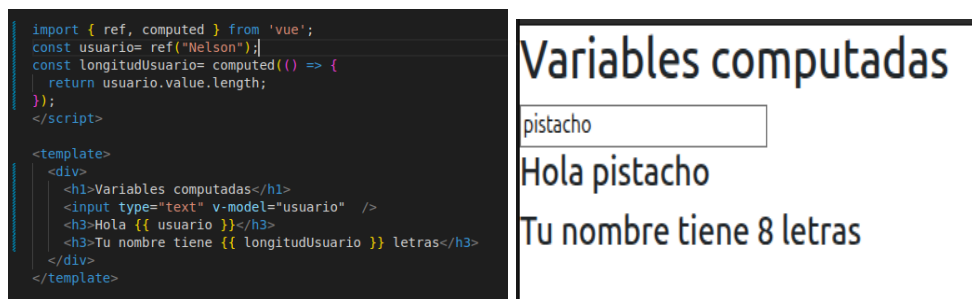 import { ref, computed } from 'vue';
const usuario= ref("Nelson");
const longitudUsuario= computed(() => {
  return usuario.value.length;
});
</script>

<template>
  <div>
    <h1>Variables computadas</h1>
    <input type="text" v-model="usuario"  />
    <h3>Hola {{ usuario }}</h3>
    <h3>Tu nombre tiene {{ longitudUsuario }} letras</h3>
  </div>
</template>

Variables computadas
pistacho
Hola pistacho
Tu nombre tiene 8 letras